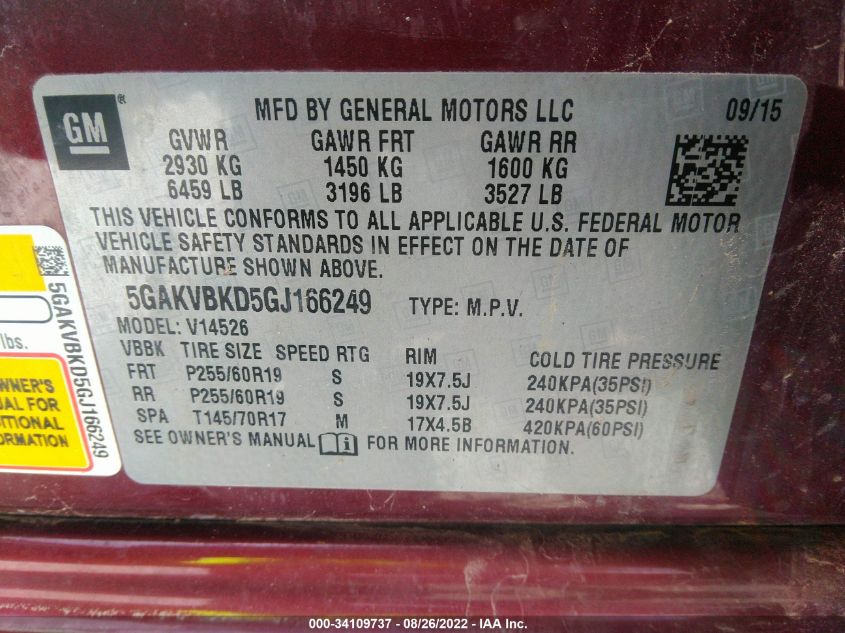 GM ®
MFD BY GENERAL MOTORS LLC 09/15
GVWR GAWR FRT GAWR RR
2930 KG 1450 KG 1600 KG
6459 LB 3196 LB 3527 LB
THIS VEHICLE CONFORMS TO ALL APPLICABLE U.S. FEDERAL MOTOR
VEHICLE SAFETY STANDARDS IN EFFECT ON THE DATE OF
MANUFACTURE SHOWN ABOVE.
5GAKVBKD5GJ166249 TYPE: M.P.V.
MODEL: V14526
VBBK TIRE SIZE SPEED RTG RIM COLD TIRE PRESSURE
FRT P255/60R19 S 19X7.5J 240KPA(35PSI)
RR P255/60R19 S 19X7.5J 240KPA(35PSI)
SPA T145/70R17 M 17X4.5B 420KPA(60PSI)
SEE OWNER'S MANUAL FOR MORE INFORMATION.
5GAKVBKD5GJ166249
lbs.
WNER'S
UAL FOR
ITIONAL
RMATION
000-34109737 - 08/26/2022 - IAA Inc.